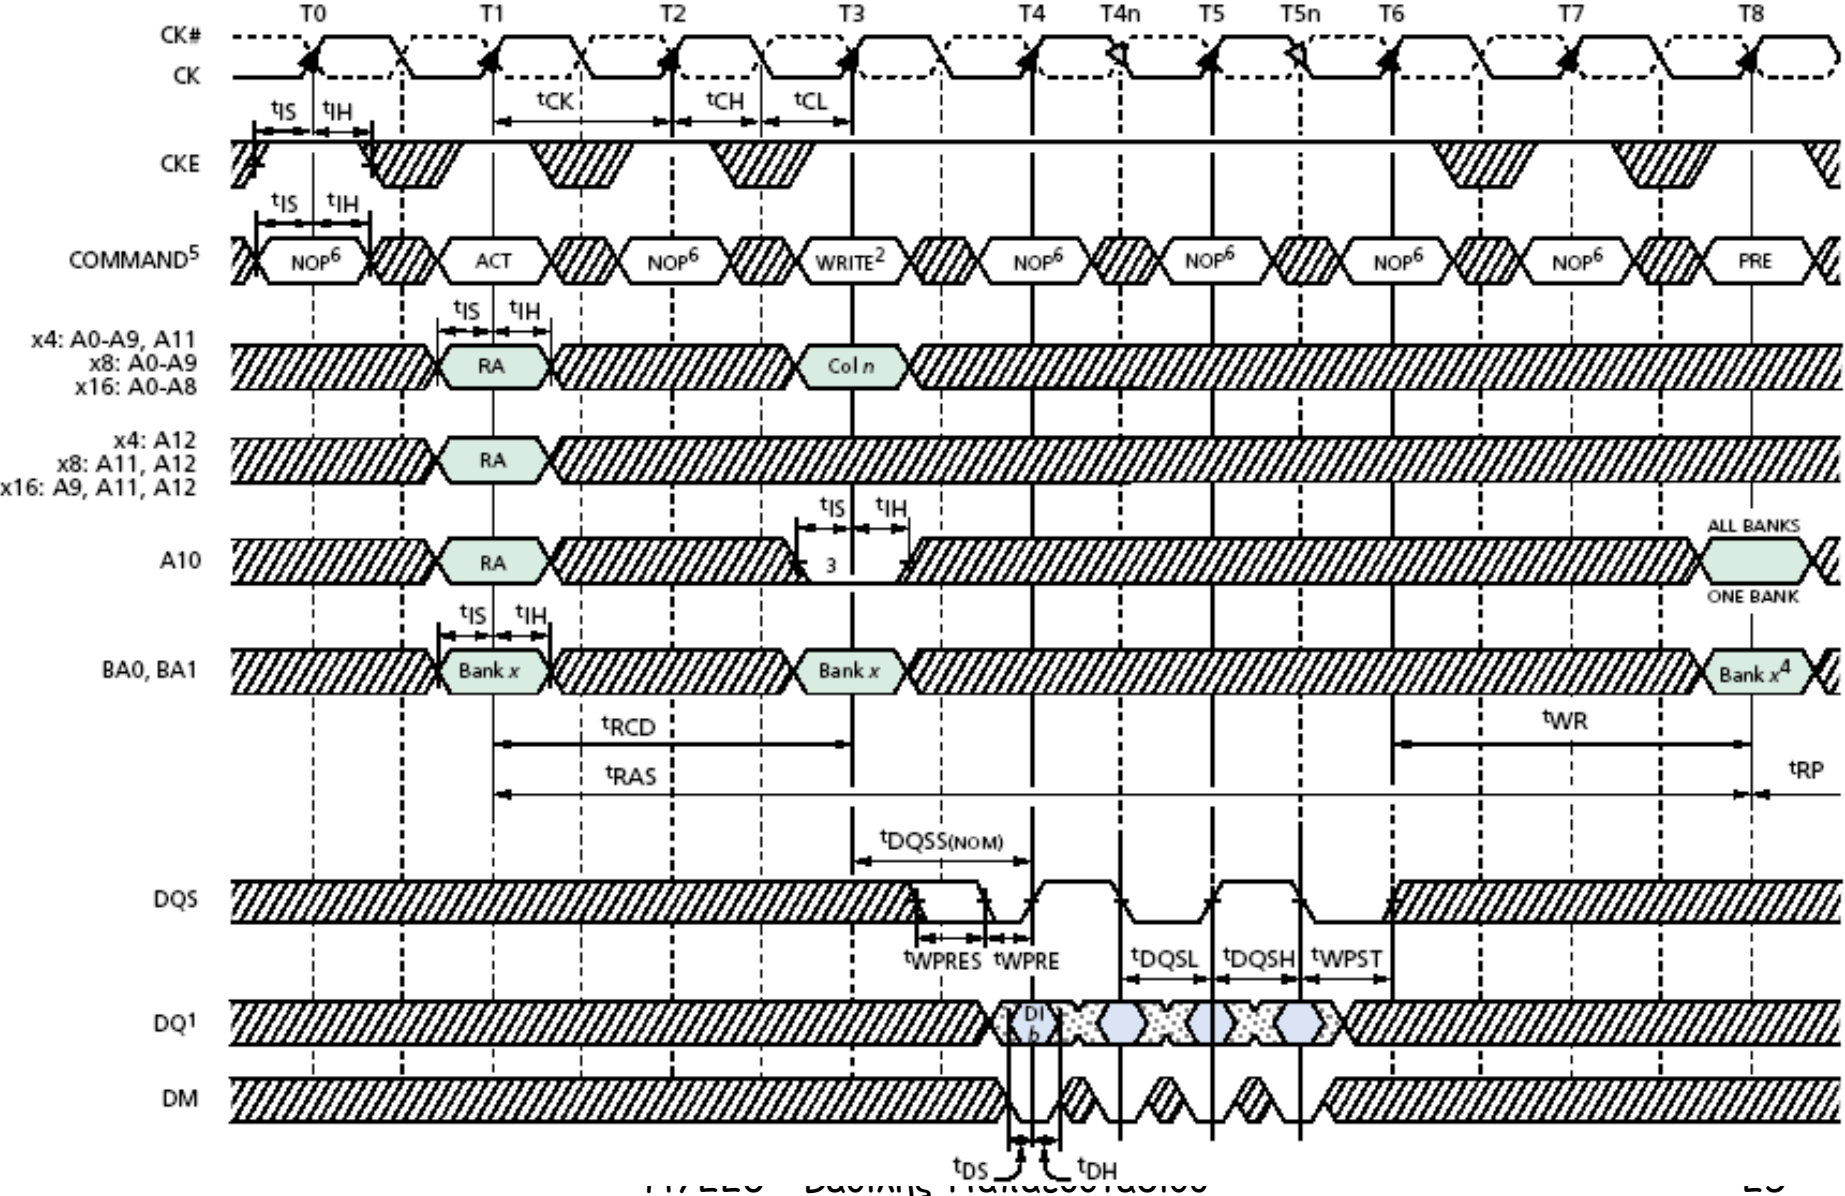 T0 T1 T2 T3 T4 T4n T5 T5n T6 T7 T8
CK#
CK
tIS tIH tCK tCH tCL
CKE
tIS tIH
COMMAND5 NOP6 ACT NOP6 WRITE2 NOP6 NOP6 NOP6 NOP6 PRE
tIS tIH
x4: A0-A9, A11
x8: A0-A9 RA Col n
x16: A0-A8
x4: A12
x8: A11, A12 RA
x16: A9, A11, A12
tIS tIH
ALL BANKS
A10 RA 3
ONE BANK
tIS tIH
BA0, BA1 Bank x Bank x Bank x4
tRCD tWR
tRAS tRP
tDQSS(NOM)
DQS
tWPRES tWPRE tDQSL tDQSH tWPST
DQ1 DI
b
DM
tDS tDH